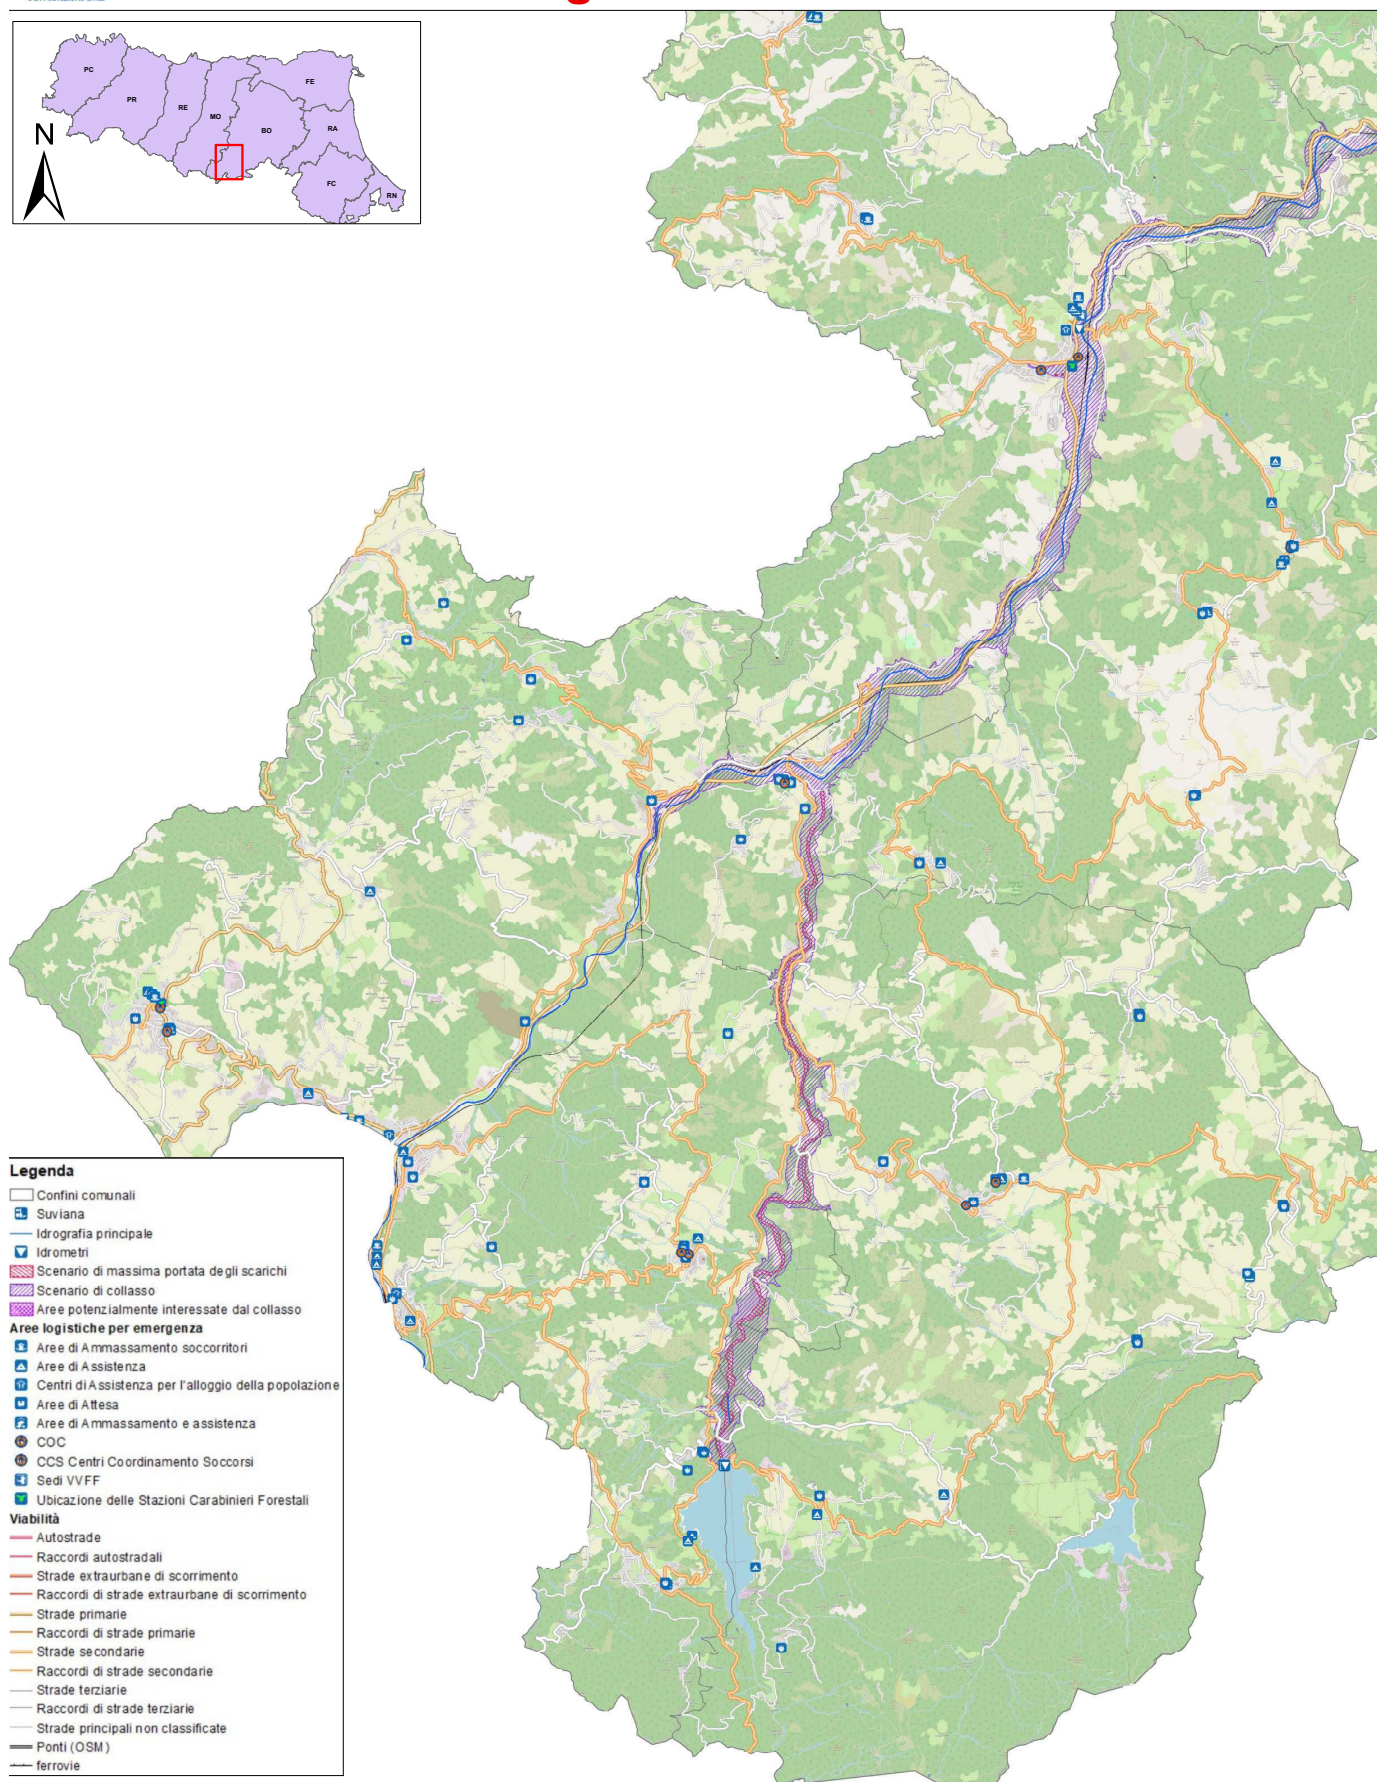 PC
PR
RE
MO
BO
FE
RA
FC
RN
N
Legenda
Confini comunali
Suviana
Idrografia principale
Idrometri
Scenario di massima portata degli scarichi
Scenario di collasso
Aree potenzialmente interessate dal collasso
Aree logistiche per emergenza
Aree di Ammassamento soccorritori
Aree di Assistenza
Centri di Assistenza per l'alloggio della popolazione
Aree di Attesa
Aree di Ammassamento e assistenza
COC
CCS Centri Coordinamento Soccorsi
Sedi VVFF
Ubicazione delle Stazioni Carabinieri Forestali
Viabilità
Autostrade
Raccordi autostradali
Strade extraurbane di scorrimento
Raccordi di strade extraurbane di scorrimento
Strade primarie
Raccordi di strade primarie
Strade secondarie
Raccordi di strade secondarie
Strade terziarie
Raccordi di strade terziarie
Strade principali non classificate
Ponti (OSM)
ferrovie